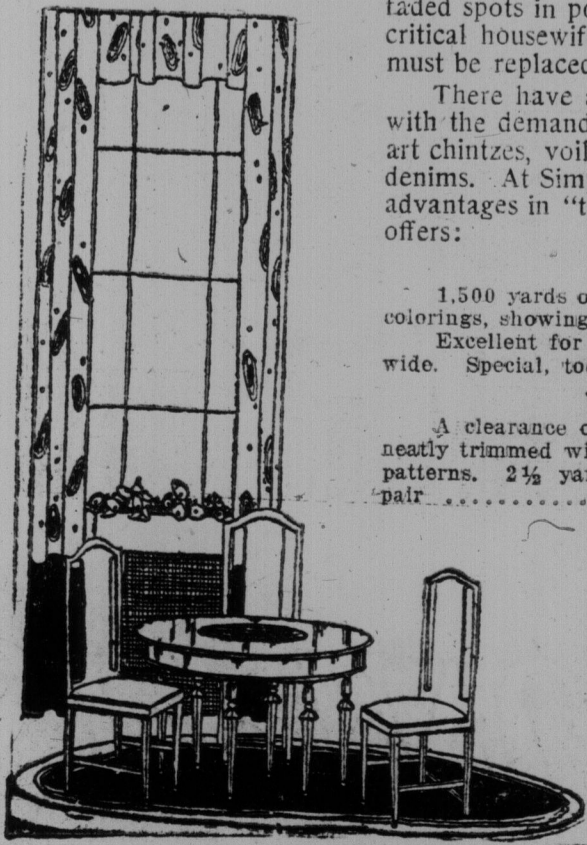 faded spots in po
critical housewif
must be replaced
There have
with the demand
art chintzes, voil
denims. At Sim
advantages in "t
offers:
1,500 yards o
colorings, showing
Excellent for
wide. Special, to
A clearance o
neatly trimmed wi
patterns. 2½ yar
pair ............